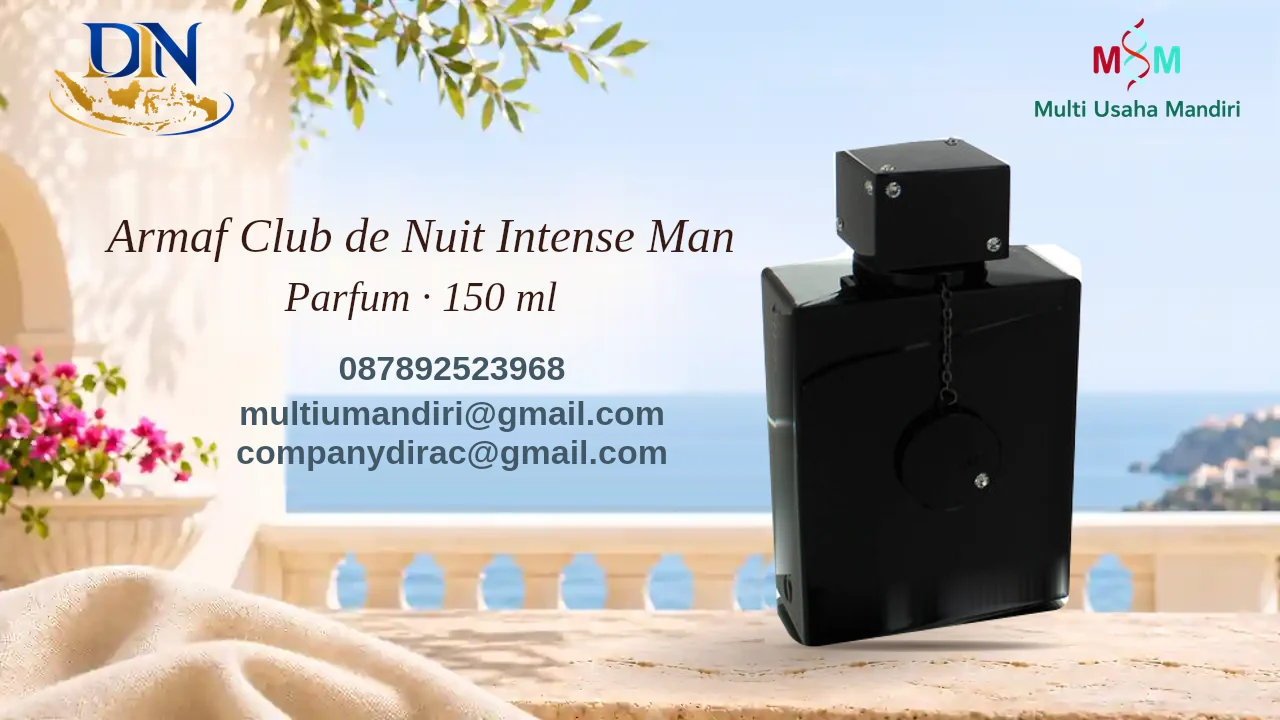 DIN
MSM
Multi Usaha Mandiri
Armaf Club de Nuit Intense Man
Parfum · 150 ml
087892523968
multiumandiri@gmail.com
companydirac@gmail.com